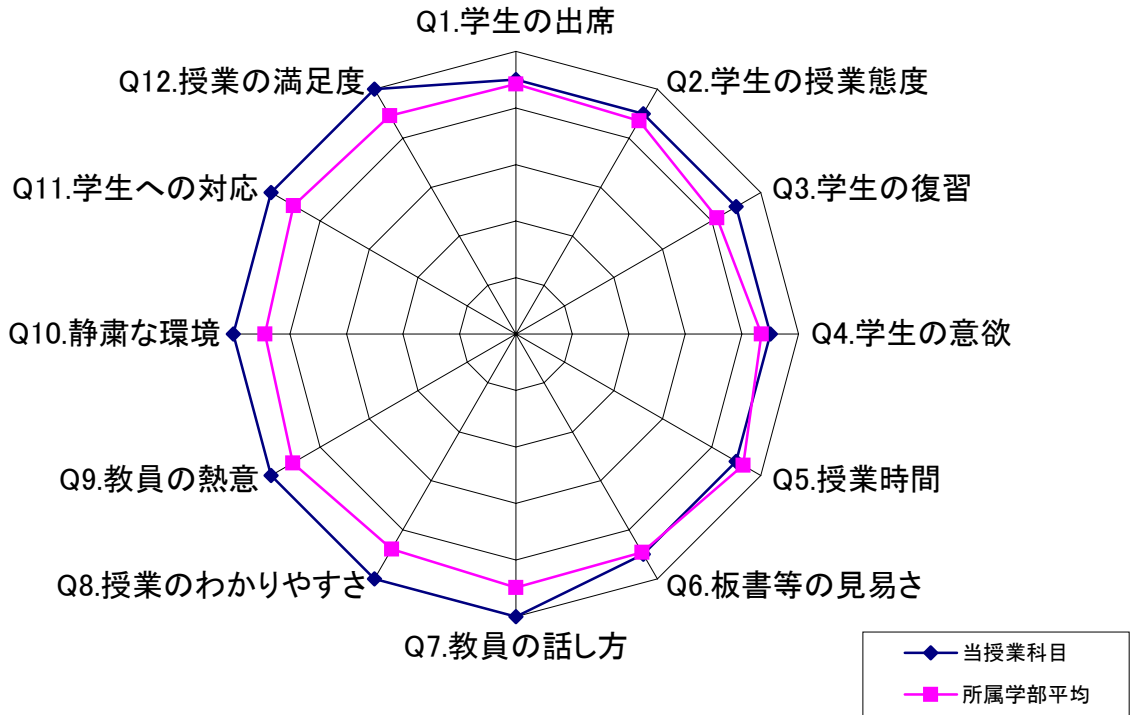 Q1.学生の出席
Q2.学生の授業態度
Q3.学生の復習
Q4.学生の意欲
Q5.授業時間
Q6.板書等の見易さ
Q7.教員の話し方
Q8.授業のわかりやすさ
Q9.教員の熱意
Q10.静粛な環境
Q11.学生への対応
Q12.授業の満足度
当授業科目
所属学部平均